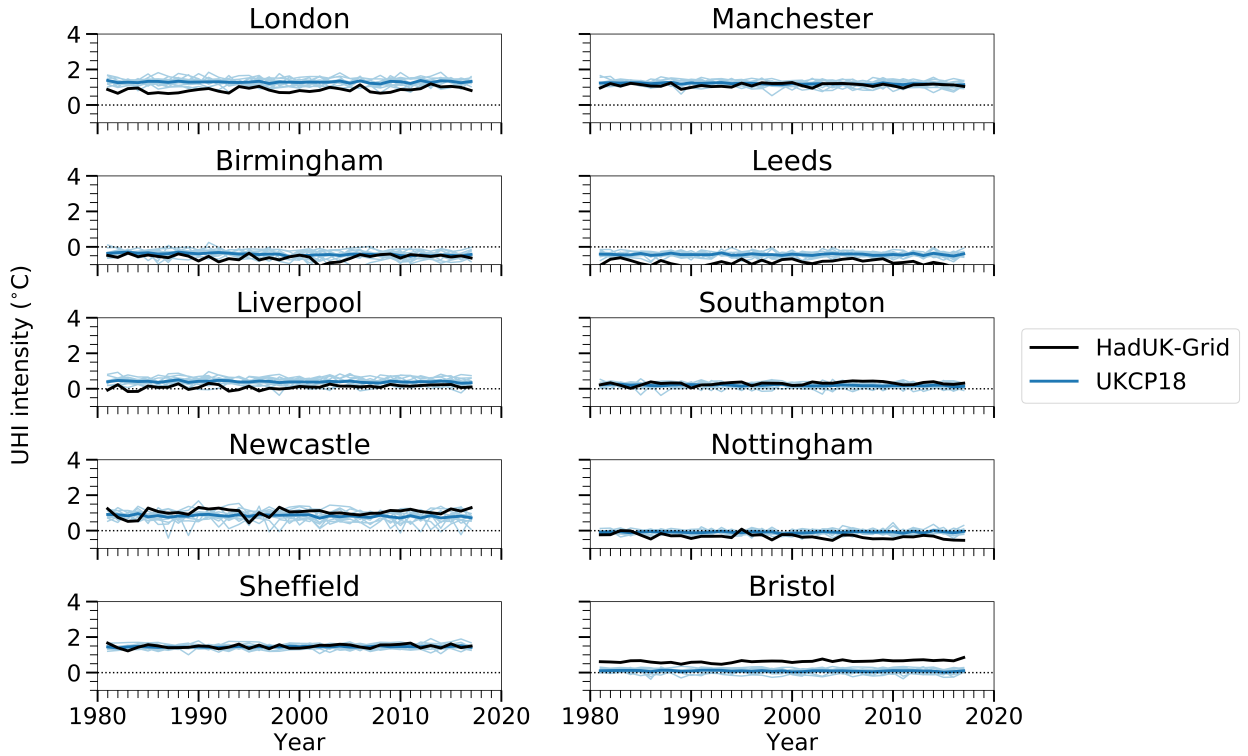 London
Manchester
4
2
0
Birmingham
Leeds
4
2
0
Liverpool
Southampton
4
2
0
HadUK-Grid
UKCP18
UHI intensity (°C)
Newcastle
Nottingham
4
2
0
Sheffield
Bristol
4
2
0
1980 1990 2000 2010 2020
1980 1990 2000 2010 2020
Year
Year